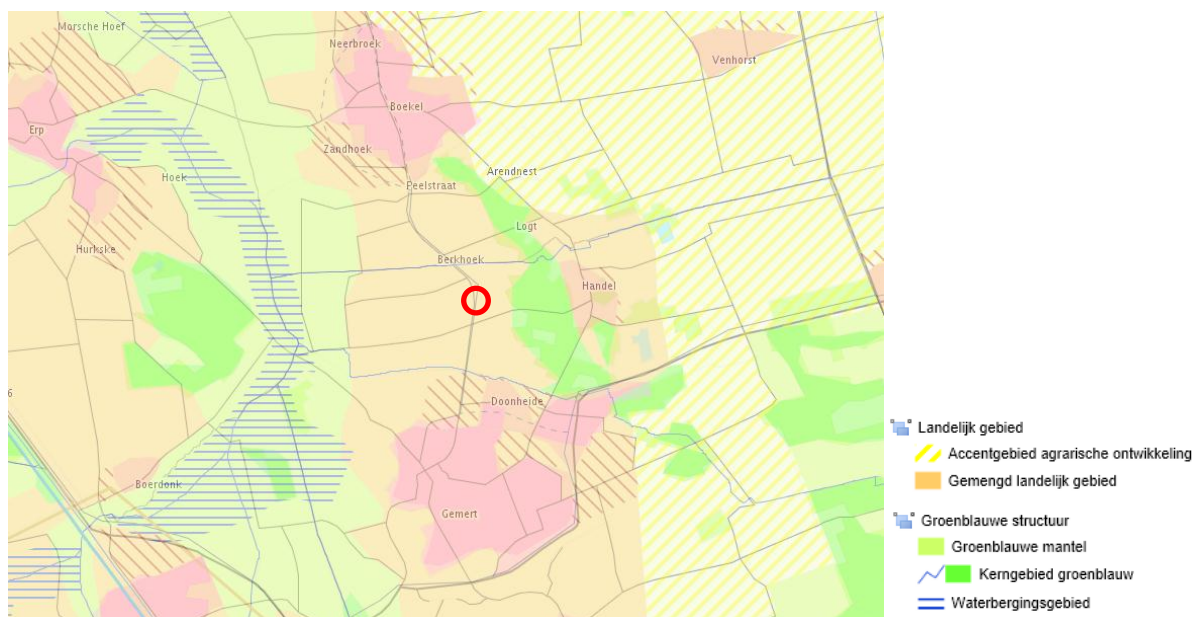 Morsche Hoef
Neerbroek
Venhorst
Boekel
Erp
Zandhoek
Hoek
Arendnest
Peelstraat
Logt
Hurkske
Berkhoek
Handel
6
Doonheide
Boerdonk
Gemert
Landelijk gebied
Accentgebied agrarische ontwikkeling
Gemengd landelijk gebied
Groenblauwe structuur
Groenblauwe mantel
Kerngebied groenblauw
Waterbergingsgebied